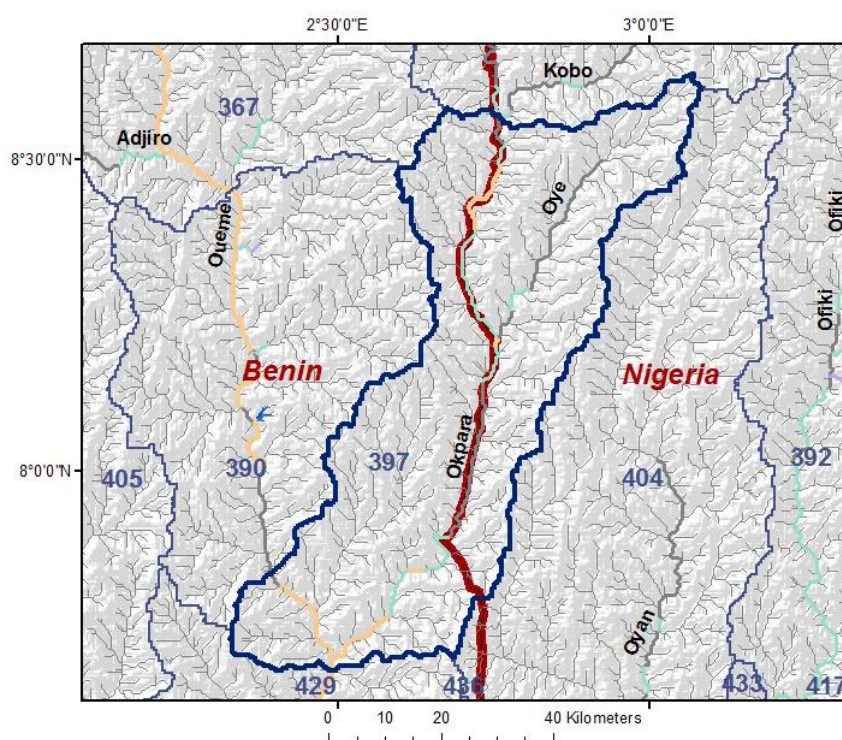 2°30'0"E 3°0'0"E
Kobo
367
Adjiro
8°30'0"N
Oye
Ofiki
Oueme
Ofiki
Benin
Nigeria
Okpara
392
397
390
405
404
8°0'0"N
Oyan
429
436
433
417
0 10 20 40 Kilometers